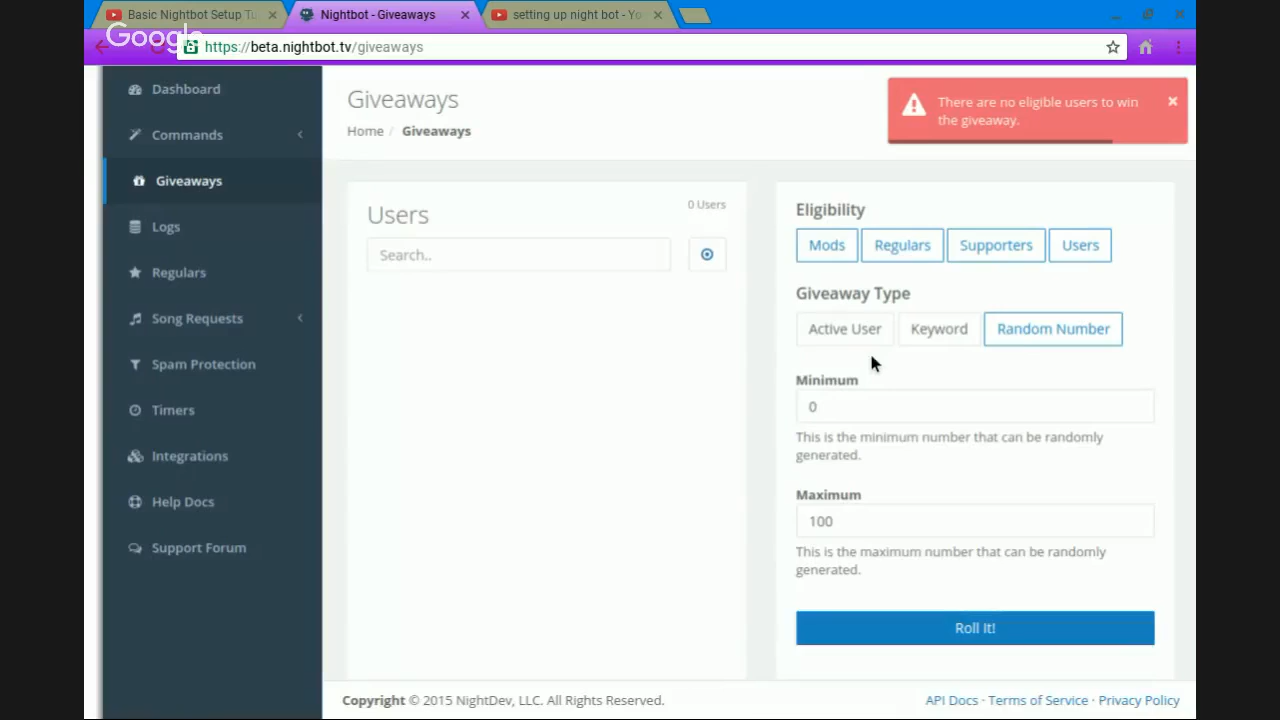 Basic Nightbot Setup Tu
Nightbot - Giveaways
setting up night bot - Yo
Google
https://beta.nightbot.tv/giveaways
Dashboard
Commands
Giveaways
Logs
Regulars
Song Requests
Spam Protection
Timers
Integrations
Help Docs
Support Forum
Giveaways
Home / Giveaways
There are no eligible users to win
the giveaway.
Users
0 Users
Search..
Eligibility
Mods Regulars Supporters Users
Giveaway Type
Active User Keyword Random Number
Minimum
0
This is the minimum number that can be randomly
generated.
Maximum
100
This is the maximum number that can be randomly
generated.
Roll It!
Copyright © 2015 NightDev, LLC. All Rights Reserved.
API Docs · Terms of Service · Privacy Policy